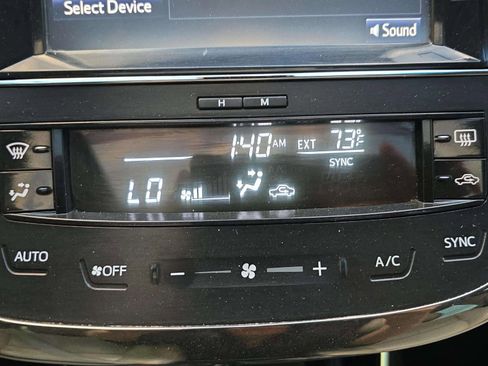 Select Device
Sound
H M
1:40 AM EXT 73°F
SYNC
LO
AUTO
OFF
- +
A/C
SYNC